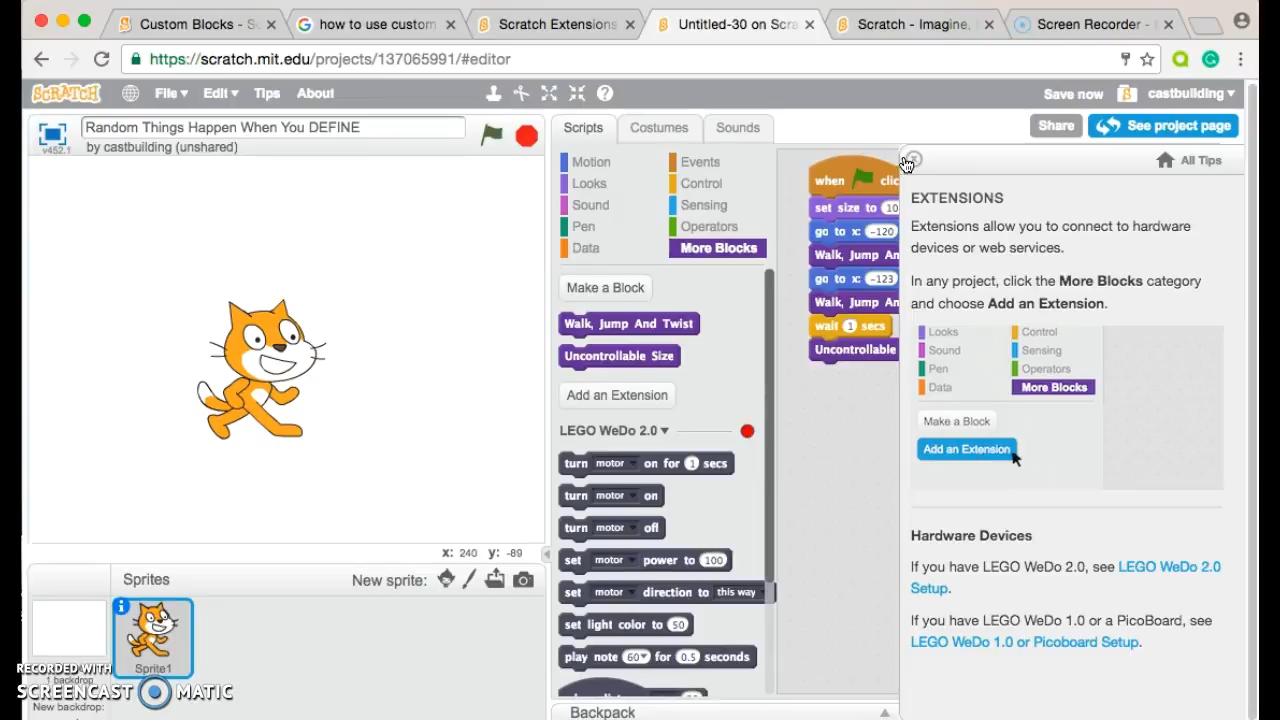 Custom Blocks - S
how to use custom
Scratch Extensions
Untitled-30 on Scra
Scratch - Imagine,
Screen Recorder -
https://scratch.mit.edu/projects/137065991/#editor
SCRATCH
File
Edit
Tips
About
Save now
castbuilding
Random Things Happen When You DEFINE
by castbuilding (unshared)
v452.1
Scripts
Costumes
Sounds
Share
See project page
Motion
Looks
Sound
Pen
Data
Events
Control
Sensing
Operators
More Blocks
Make a Block
Walk, Jump And Twist
Uncontrollable Size
Add an Extension
LEGO WeDo 2.0
turn motor on for 1 secs
turn motor on
turn motor off
set motor power to 100
set motor direction to this way
set light color to 50
play note 60 for 0.5 seconds
when clic
set size to 10
go to x: -120
Walk, Jump An
go to x: -123
Walk, Jump An
wait 1 secs
Uncontrollable
All Tips
EXTENSIONS
Extensions allow you to connect to hardware
devices or web services.
In any project, click the More Blocks category
and choose Add an Extension.
Looks
Sound
Pen
Data
Control
Sensing
Operators
More Blocks
Make a Block
Add an Extension
Hardware Devices
If you have LEGO WeDo 2.0, see LEGO WeDo 2.0
Setup.
If you have LEGO WeDo 1.0 or a PicoBoard, see
LEGO WeDo 1.0 or Picoboard Setup.
x: 240 y: -89
Sprites
New sprite:
Sprite1
1 backdrop
New backdrop:
RECORDED WITH
SCREENCAST MATIC
Backpack